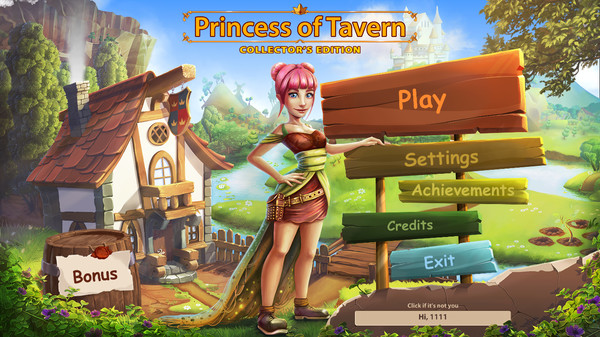 Princess of Tavern
COLLECTOR'S EDITION
Play
Settings
Achievements
Credits
Exit
Bonus
Click if it's not you
Hi, 1111